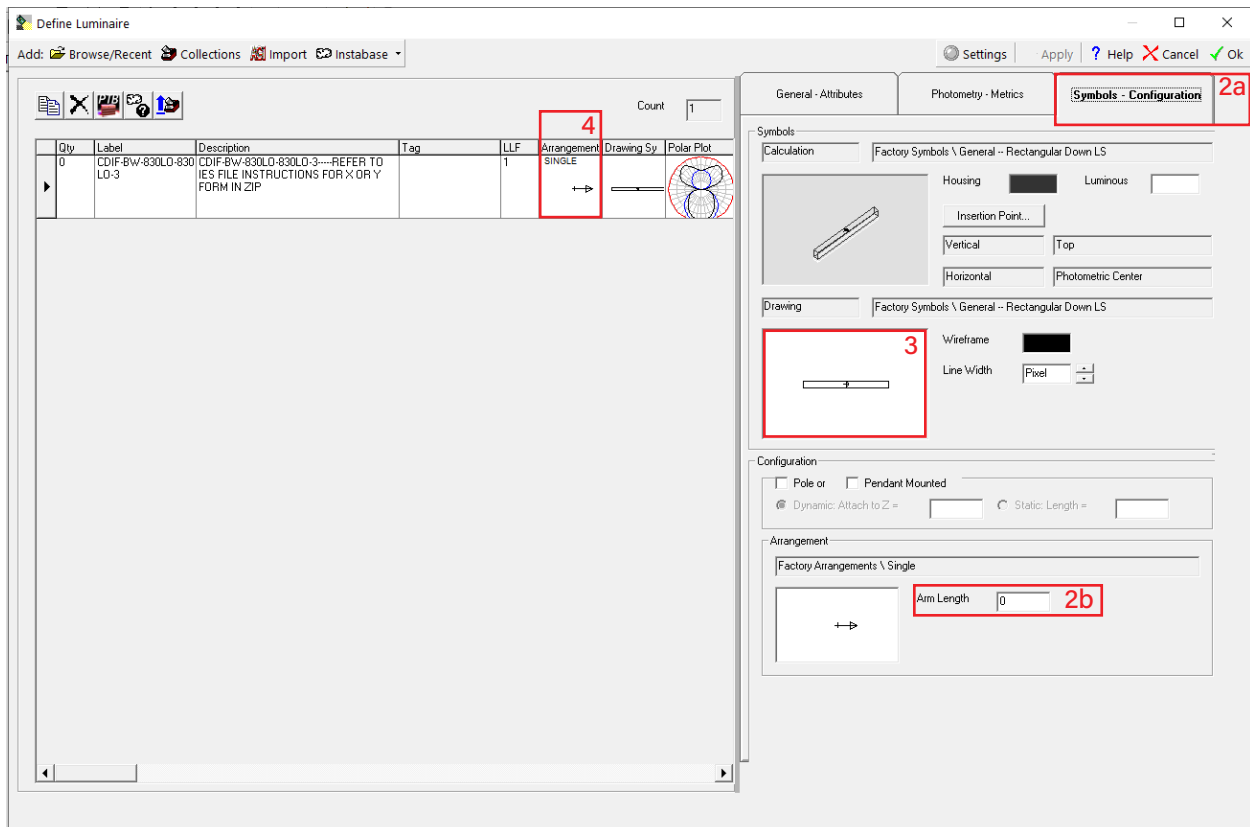 Define Luminaire
Add: Browse/Recent Collections Import Instabase
Settings Apply ? Help Cancel Ok
General - Attributes
Photometry - Metrics
Symbols - Configuration
2a
Count 1
4
Qty Label Description Tag LLF Arrangement Drawing Sy Polar Plot
0 CDIF-BW-830LO-830 CDIF-BW-830LO-830LO-3----REFER TO 1 SINGLE
LO-3 IES FILE INSTRUCTIONS FOR X OR Y
FORM IN ZIP
Symbols
Calculation Factory Symbols \ General -- Rectangular Down LS
Housing Luminous
Insertion Point...
Vertical Top
Horizontal Photometric Center
Drawing Factory Symbols \ General -- Rectangular Down LS
3
Wireframe
Line Width Pixel
Configuration
Pole or Pendant Mounted
Dynamic: Attach to Z = Static: Length =
Arrangement
Factory Arrangements \ Single
Arm Length 0 2b